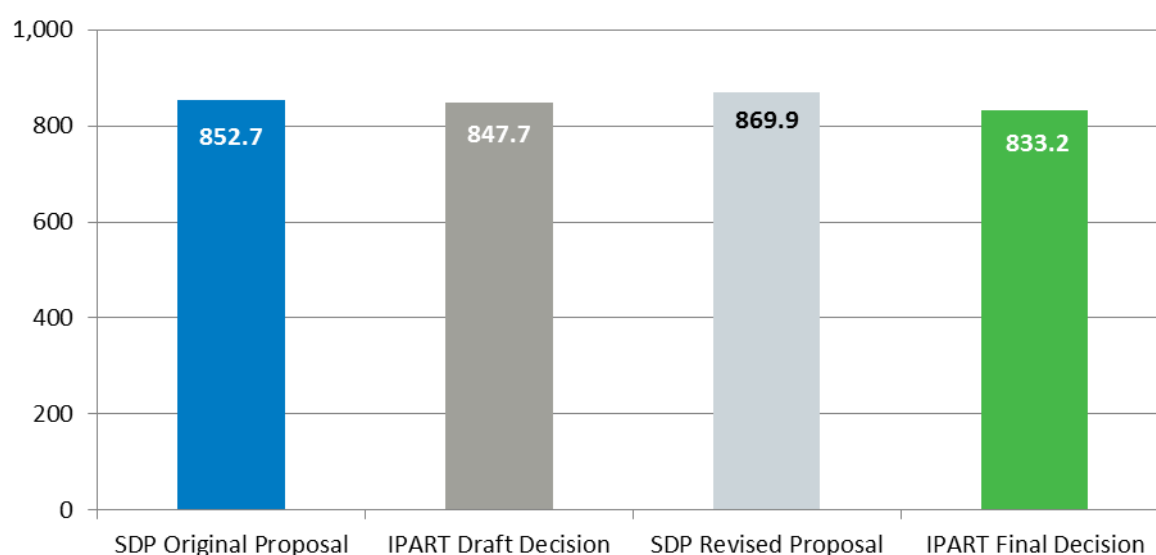 1,000
800
600
400
200
0
852.7
847.7
869.9
833.2
SDP Original Proposal
IPART Draft Decision
SDP Revised Proposal
IPART Final Decision